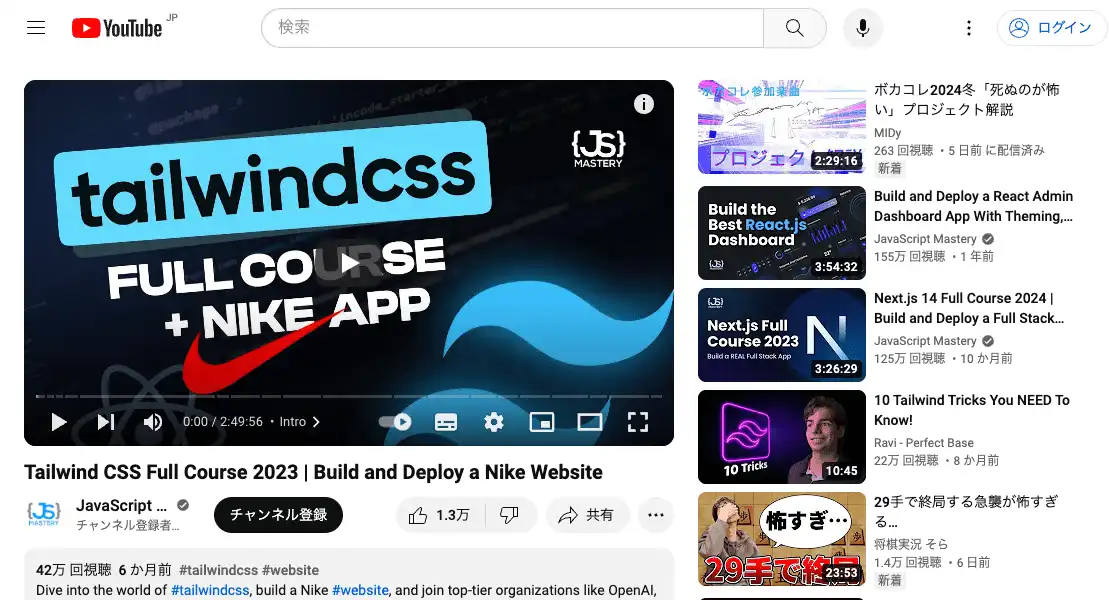 YouTube JP
検索
ログイン
tailwindcss
FULL COURSE
+ NIKE APP
{JS}
MASTERY
0:00 / 2:49:56 • Intro
Tailwind CSS Full Course 2023 | Build and Deploy a Nike Website
JavaScript ...
チャンネル登録者...
チャンネル登録
1.3万
共有
42万 回視聴 6 か月前 #tailwindcss #website
Dive into the world of #tailwindcss, build a Nike #website, and join top-tier organizations like OpenAI,
ボカコレ参加楽曲
プロジェクト解説
2:29:16
ボカコレ2024冬「死ぬのが怖
い」プロジェクト解説
MIDy
263 回視聴 ・5 日前 に配信済み
新着
Build the
Best React.js
Dashboard
3:54:32
Build and Deploy a React Admin
Dashboard App With Theming,...
JavaScript Mastery
155万 回視聴 ・1 年前
Next.js Full
Course 2023
Build a REAL Full Stack App
N
3:26:29
Next.js 14 Full Course 2024 |
Build and Deploy a Full Stack...
JavaScript Mastery
125万 回視聴 ・10 か月前
10 Tricks
10:45
10 Tailwind Tricks You NEED To
Know!
Ravi - Perfect Base
22万 回視聴 ・8 か月前
怖すぎ…
29手で終局
23:53
29手で終局する急襲が怖すぎ
る...
将棋実況 そら
1.4万 回視聴 ・6 日前
新着